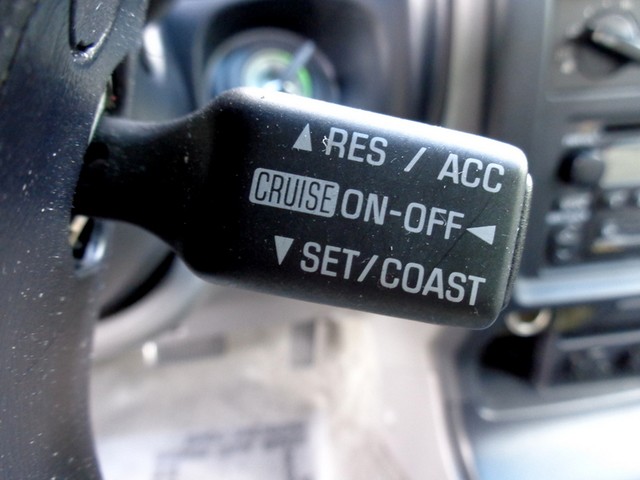 ▲ RES / ACC
CRUISE ON-OFF ◀
▼ SET/COAST